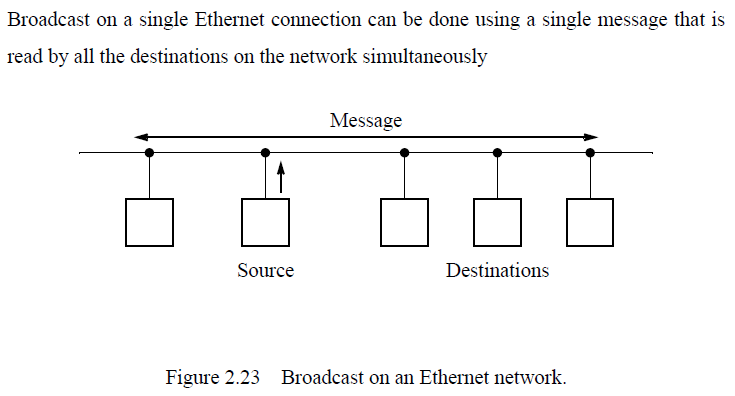 Broadcast on a single Ethernet connection can be done using a single message that is
read by all the destinations on the network simultaneously
Message
Source
Destinations
Figure 2.23 Broadcast on an Ethernet network.